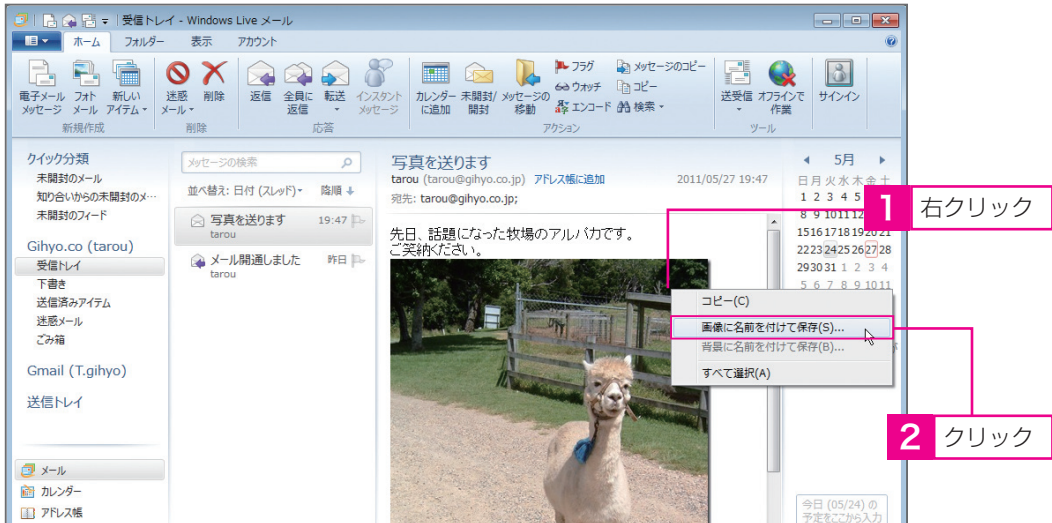 受信トレイ - Windows Live メール
ホーム フォルダー 表示 アカウント
電子メール メッセージ
フォト メール
新しい アイテム
迷惑 メール
削除
返信
全員に 返信
転送
インスタント メッセージ
カレンダー に追加
未開封/ 開封
メッセージの 移動
フラグ
ウォッチ
エンコード
メッセージのコピー
コピー
検索
送受信
オフラインで 作業
サインイン
新規作成 削除 応答 アクション ツール
クイック分類
未開封のメール
知り合いからの未開封のメ…
未開封のフィード
Gihyo.co (tarou)
受信トレイ
下書き
送信済みアイテム
迷惑メール
ごみ箱
Gmail (T.gihyo)
送信トレイ
メール
カレンダー
アドレス帳
メッセージの検索
並べ替え: 日付 (スレッド) 降順
写真を送ります 19:47
tarou
メール開通しました 昨日
tarou
写真を送ります
tarou (tarou@gihyo.co.jp) アドレス帳に追加 2011/05/27 19:47
宛先: tarou@gihyo.co.jp;
先日、話題になった牧場のアルパカです。
ご笑納ください。
コピー(C)
画像に名前を付けて保存(S)...
背景に名前を付けて保存(B)...
すべて選択(A)
5月
日 月 火 水 木 金 土
1 2 3 4 5
8 9 10 11 12
15 16 17 18 19 20 21
22 23 24 25 26 27 28
29 30 31 1 2 3 4
5 6 7 8 9 10 11
今日 (05/24) の
予定をここから入力
1 右クリック
2 クリック